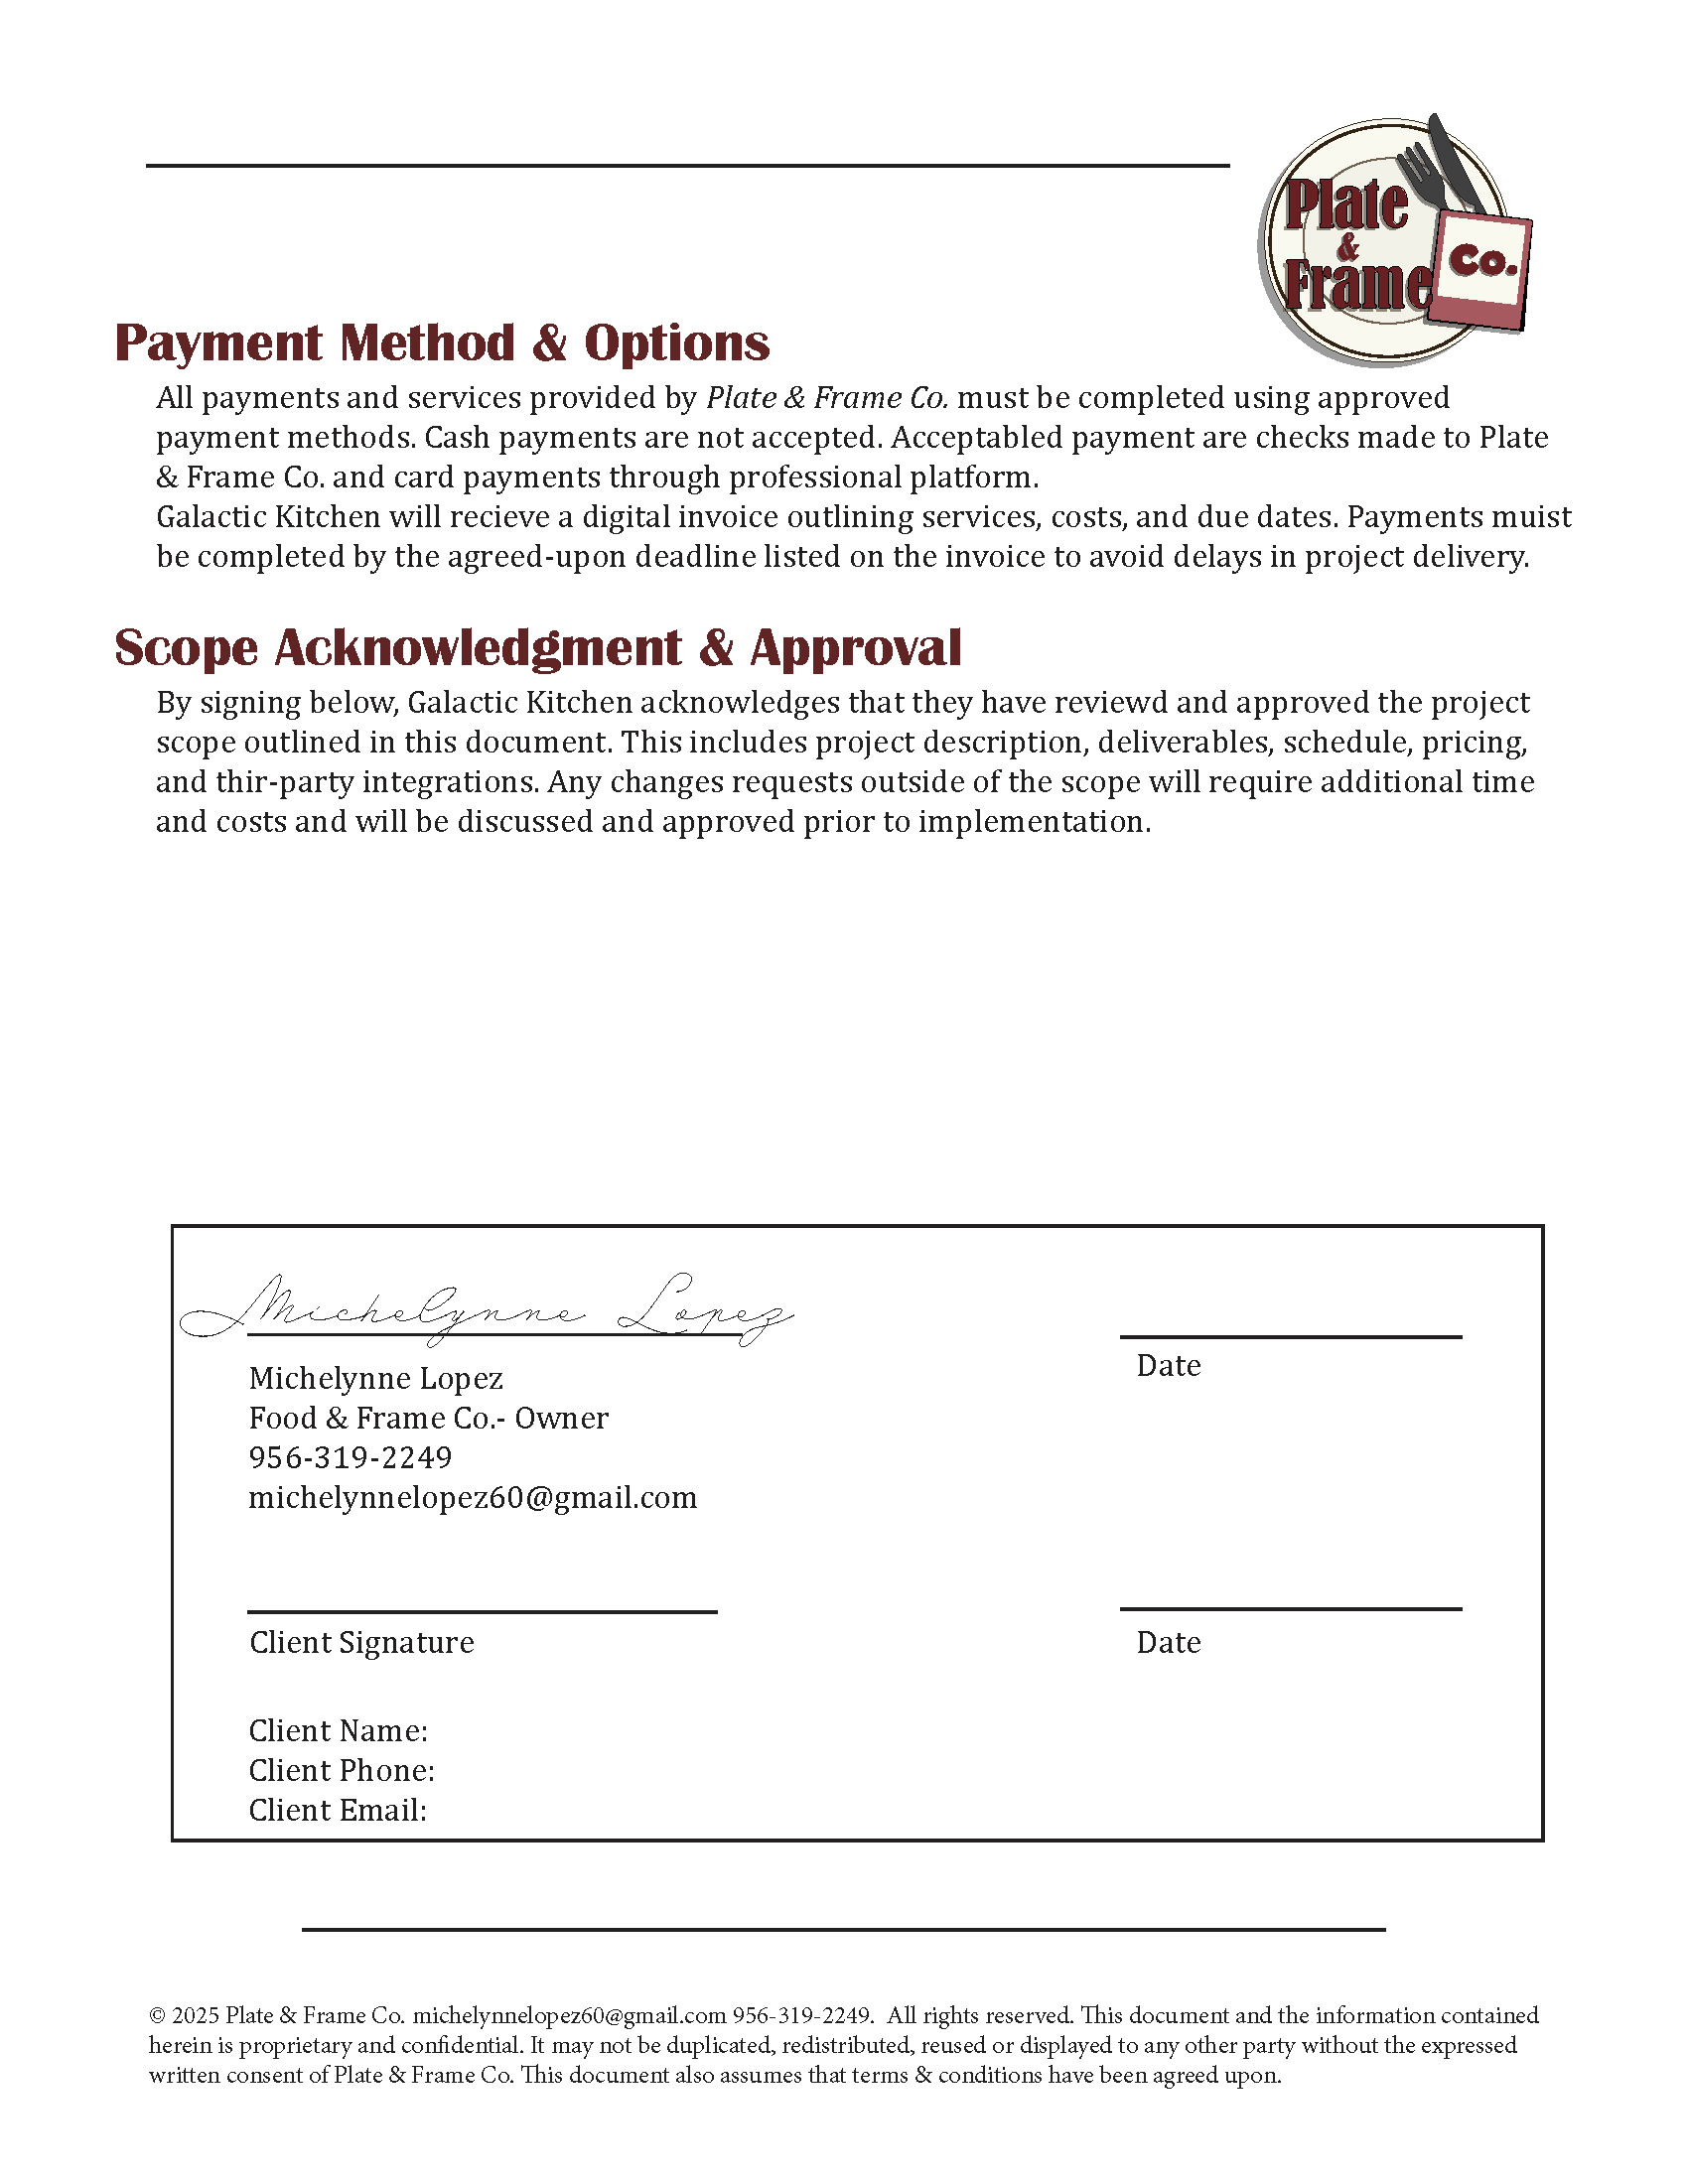 Plate
&
Frame
Co.
Payment Method & Options
All payments and services provided by Plate & Frame Co. must be completed using approved
payment methods. Cash payments are not accepted. Acceptabled payment are checks made to Plate
& Frame Co. and card payments through professional platform.
Galactic Kitchen will recieve a digital invoice outlining services, costs, and due dates. Payments muist
be completed by the agreed-upon deadline listed on the invoice to avoid delays in project delivery.
Scope Acknowledgment & Approval
By signing below, Galactic Kitchen acknowledges that they have reviewd and approved the project
scope outlined in this document. This includes project description, deliverables, schedule, pricing,
and thir-party integrations. Any changes requests outside of the scope will require additional time
and costs and will be discussed and approved prior to implementation.
Michelynne Lopez
Michelynne Lopez
Food & Frame Co.- Owner
956-319-2249
michelynnelopez60@gmail.com
Date
Client Signature
Date
Client Name:
Client Phone:
Client Email:
© 2025 Plate & Frame Co. michelynnelopez60@gmail.com 956-319-2249.  All rights reserved. This document and the information contained
herein is proprietary and confidential. It may not be duplicated, redistributed, reused or displayed to any other party without the expressed
written consent of Plate & Frame Co. This document also assumes that terms & conditions have been agreed upon.